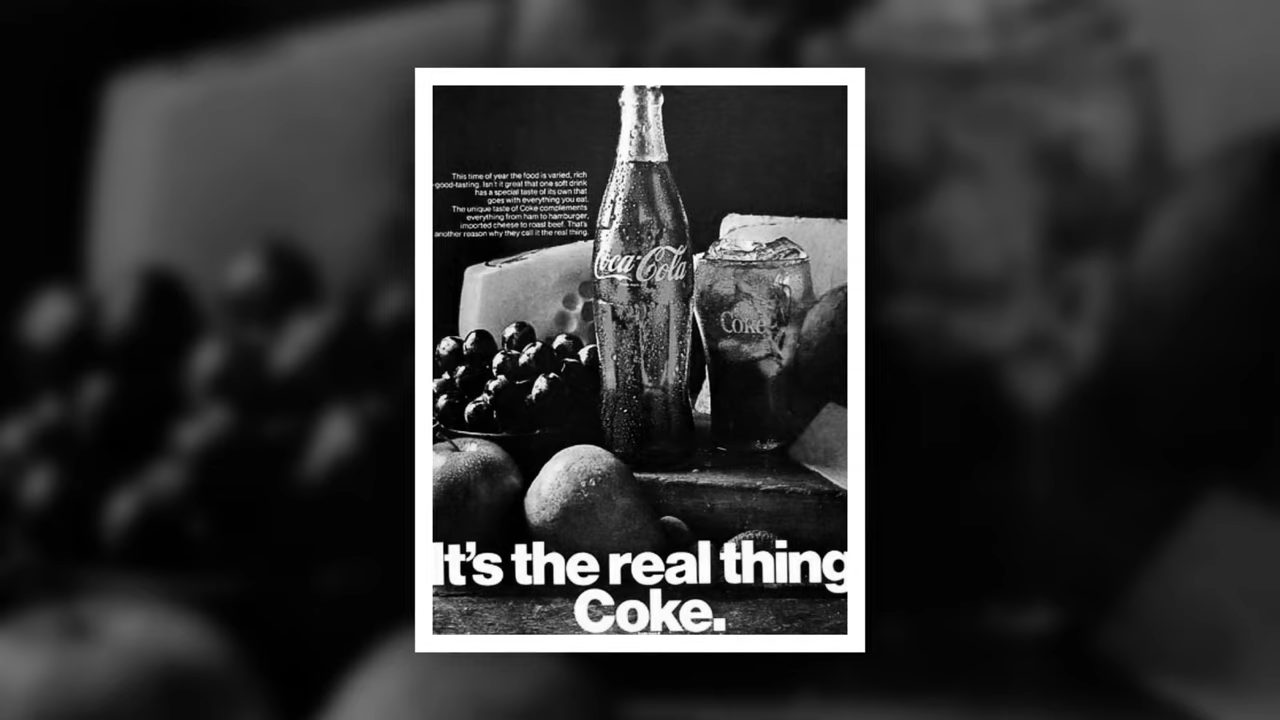 This time of year the food is varied, rich
good-tasting. Isn't it great that one soft drink
has a special taste of its own that
goes with everything you eat.
The unique taste of Coke complements
everything from ham to hamburger,
imported cheese to roast beef. That's
another reason why they call it the real thing.
Coca-Cola
Coke
It's the real thing
Coke.